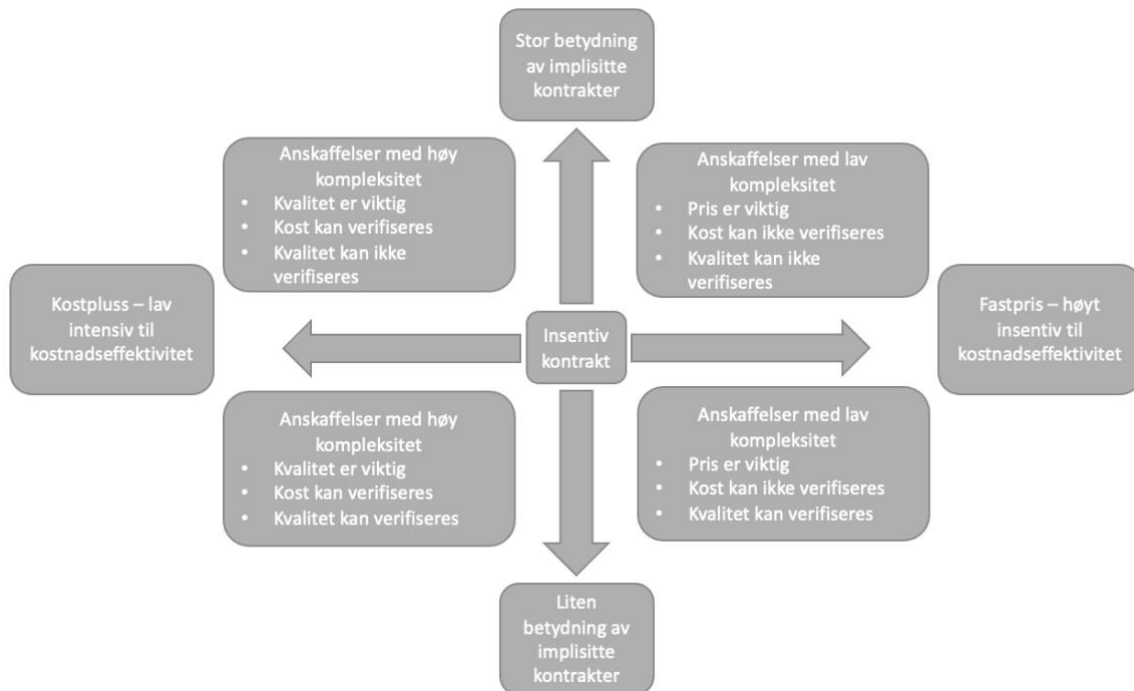 Stor betydning
av implisitte
kontrakter
Anskaffelser med høy
kompleksitet
• Kvalitet er viktig
• Kost kan verifiseres
• Kvalitet kan ikke
verifiseres
Anskaffelser med lav
kompleksitet
• Pris er viktig
• Kost kan ikke verifiseres
• Kvalitet kan ikke
verifiseres
Kostpluss – lav
intensiv til
kostnadseffektivitet
Insentiv
kontrakt
Fastpris – høyt
insentiv til
kostnadseffektivitet
Anskaffelser med høy
kompleksitet
• Kvalitet er viktig
• Kost kan verifiseres
• Kvalitet kan verifiseres
Anskaffelser med lav
kompleksitet
• Pris er viktig
• Kost kan ikke verifiseres
• Kvalitet kan verifiseres
Liten
betydning av
implisitte
kontrakter